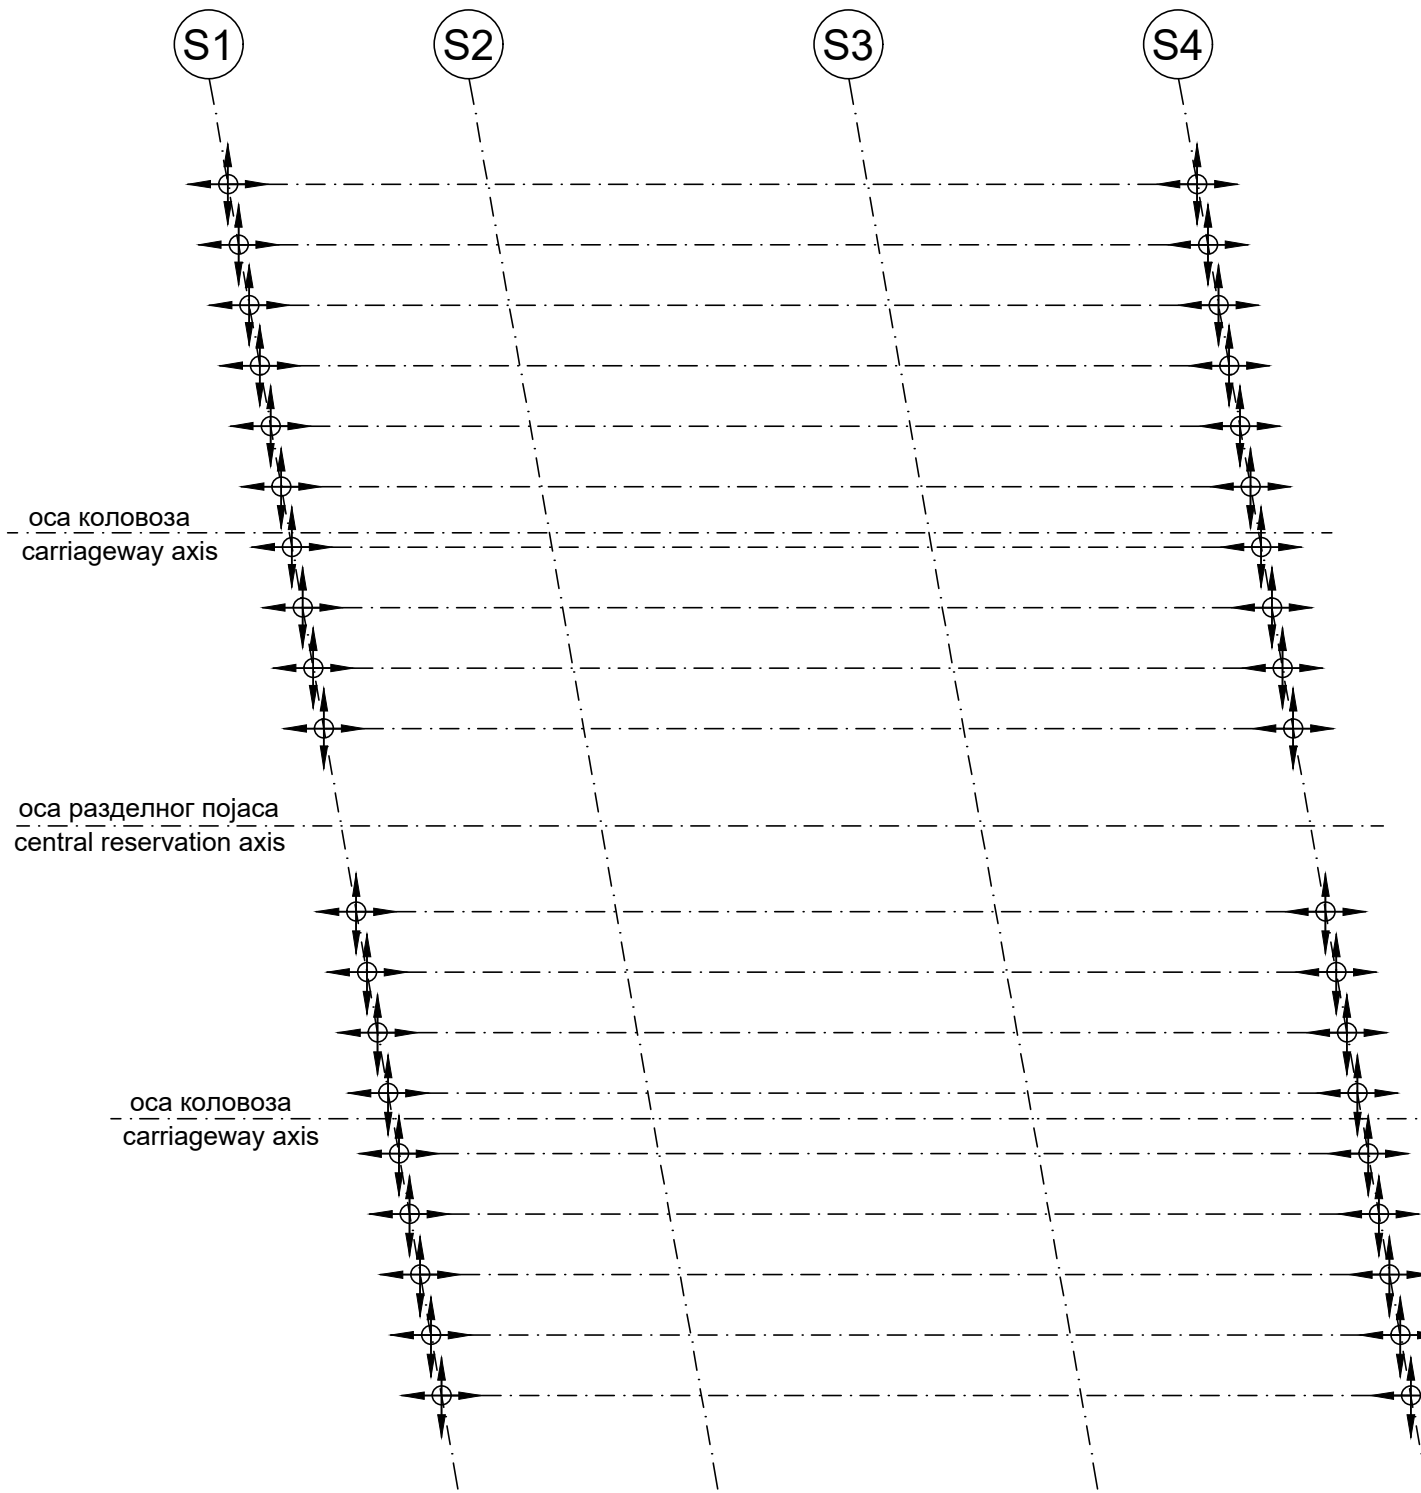 S1 S2 S3 S4
оса коловоза
carriageway axis
оса разделног појаса
central reservation axis
оса коловоза
carriageway axis